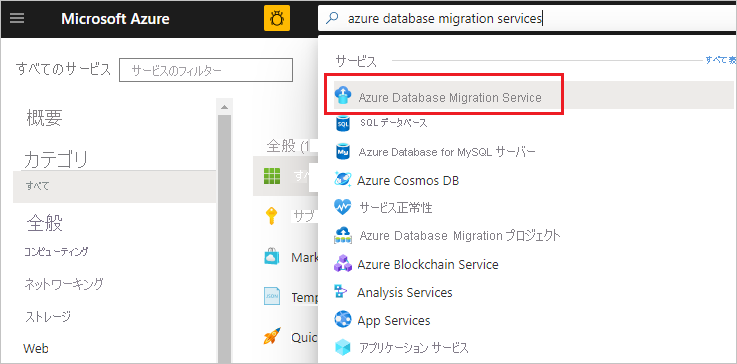 Microsoft Azure
azure database migration services
すべてのサービス
サービスのフィルター
概要
カテゴリ
すべて
全般
コンピューティング
ネットワーキング
ストレージ
Web
全般 (1
す
サブ
Mark
Temp
Quic
サービス
すべて表
Azure Database Migration Service
SQL データベース
Azure Database for MySQL サーバー
Azure Cosmos DB
サービス正常性
Azure Database Migration プロジェクト
Azure Blockchain Service
Analysis Services
App Services
アプリケーション サービス